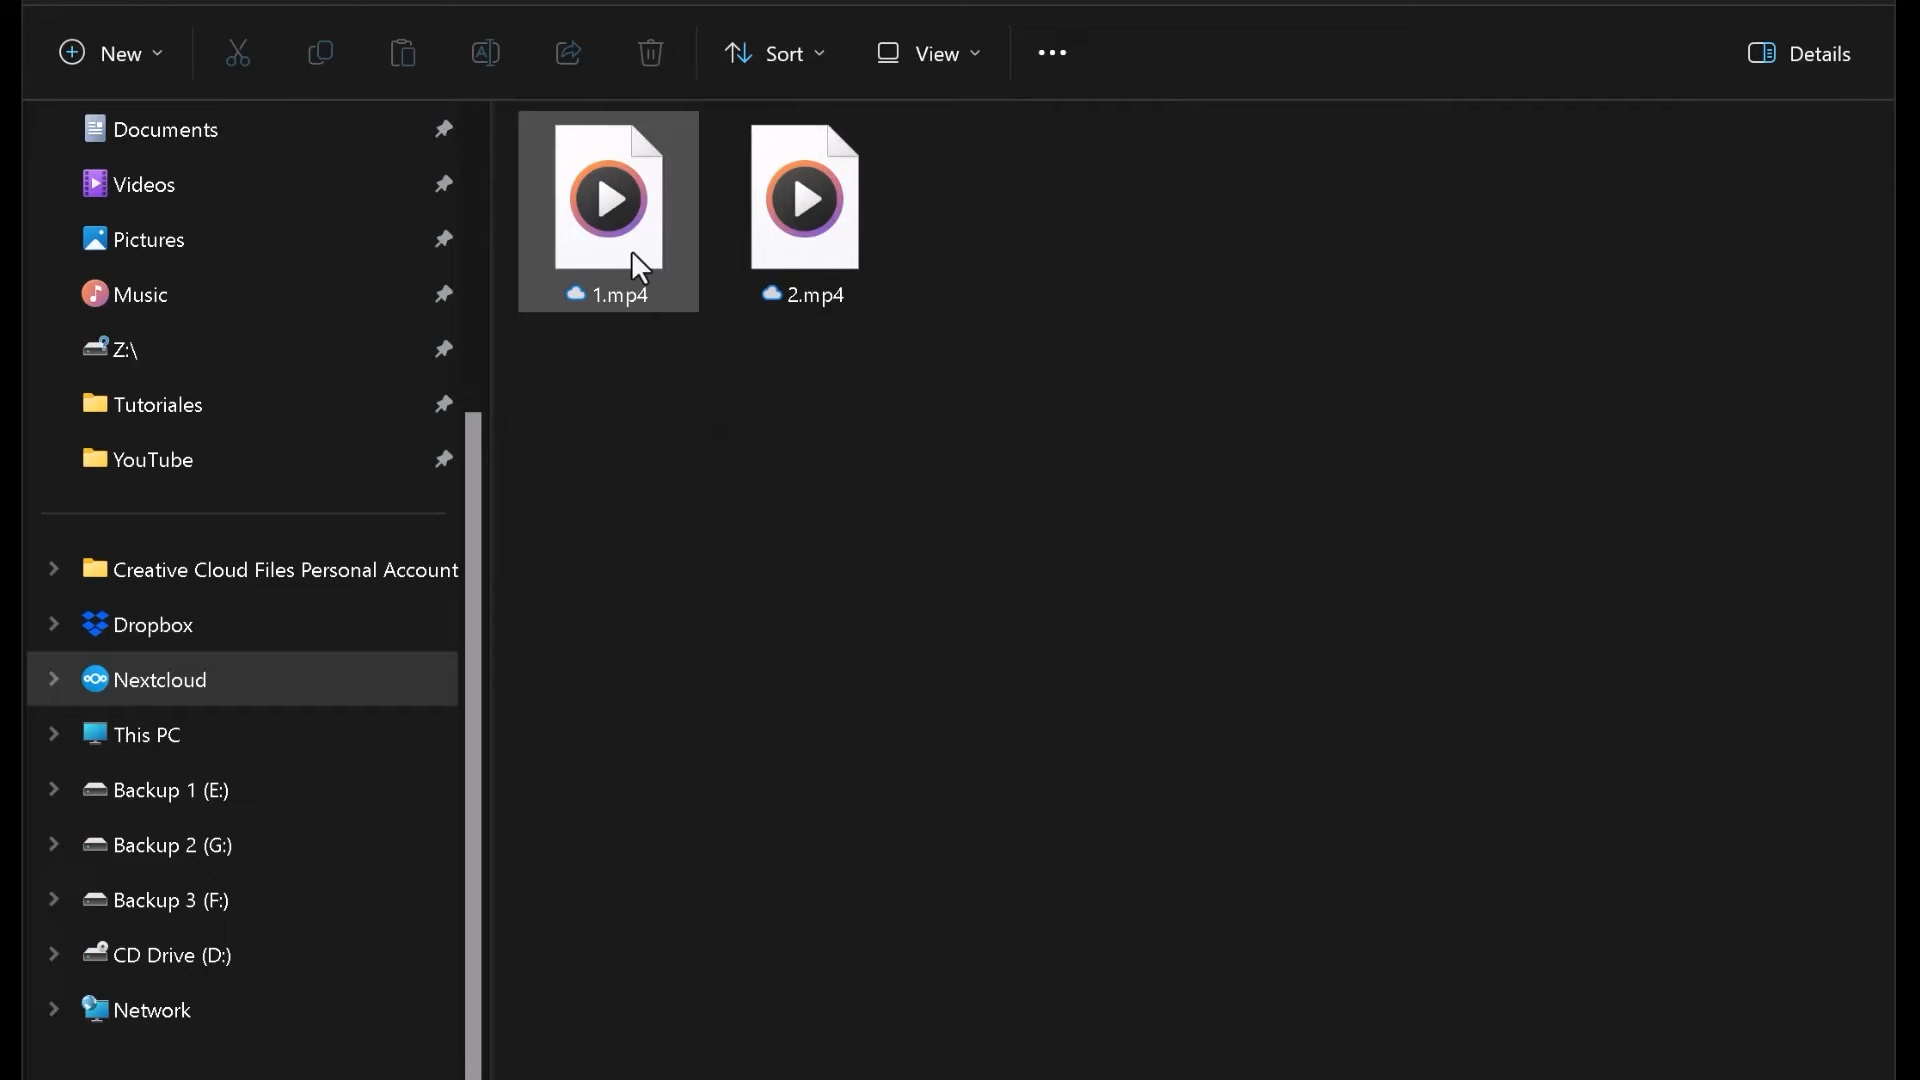 New
Sort
View
Details
Documents
Videos
Pictures
Music
Z:\
Tutoriales
YouTube
Creative Cloud Files Personal Account
Dropbox
Nextcloud
This PC
Backup 1 (E:)
Backup 2 (G:)
Backup 3 (F:)
CD Drive (D:)
Network
1.mp4
2.mp4